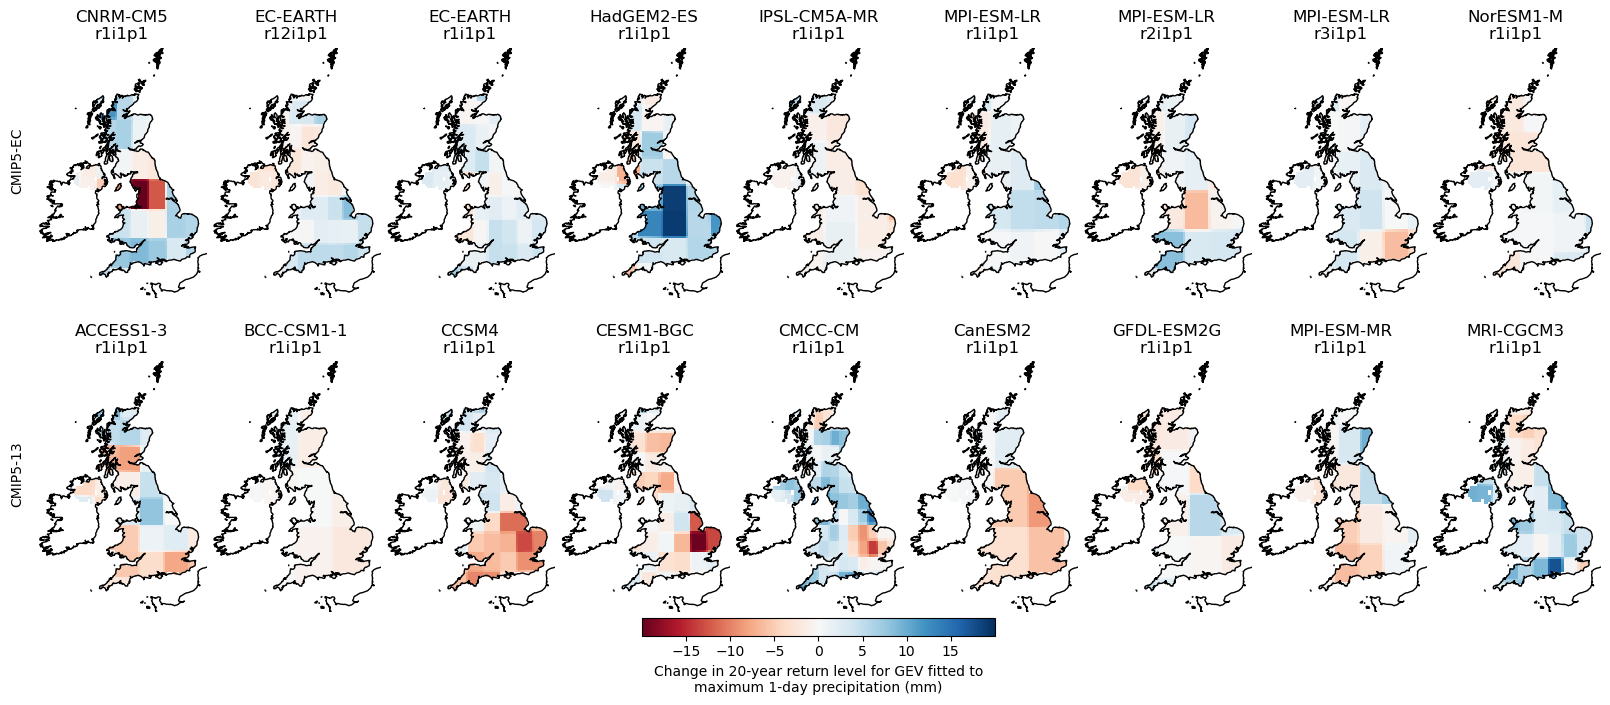 CNRM-CM5
r1i1p1
EC-EARTH
r12i1p1
EC-EARTH
r1i1p1
HadGEM2-ES
r1i1p1
IPSL-CM5A-MR
r1i1p1
MPI-ESM-LR
r1i1p1
MPI-ESM-LR
r2i1p1
MPI-ESM-LR
r3i1p1
NorESM1-M
r1i1p1
CMIP5-EC
ACCESS1-3
r1i1p1
BCC-CSM1-1
r1i1p1
CCSM4
r1i1p1
CESM1-BGC
r1i1p1
CMCC-CM
r1i1p1
CanESM2
r1i1p1
GFDL-ESM2G
r1i1p1
MPI-ESM-MR
r1i1p1
MRI-CGCM3
r1i1p1
CMIP5-13
−15 −10 −5 0 5 10 15
Change in 20-year return level for GEV fitted to
maximum 1-day precipitation (mm)